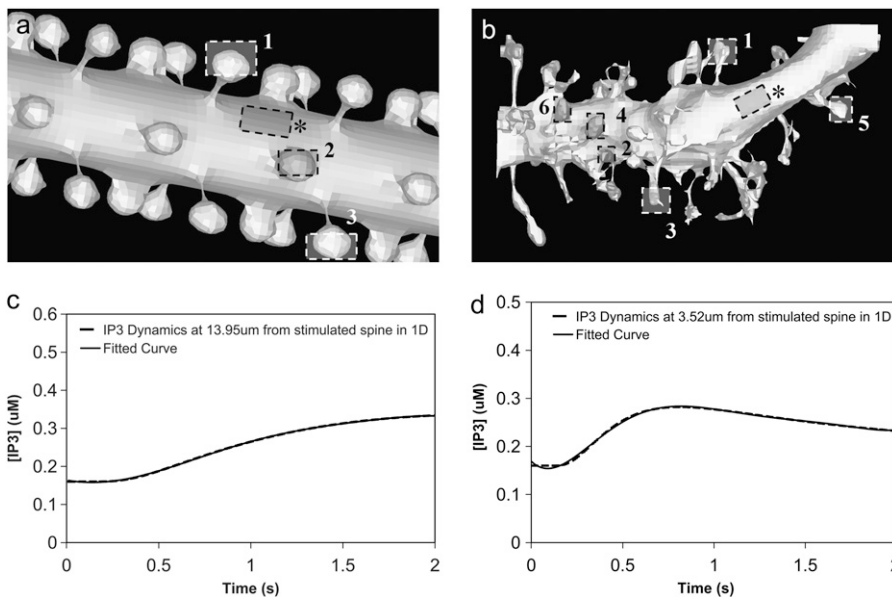 a
1
*
2
3
b
1
6
4
*
5
2
3
c
IP3 Dynamics at 13.95um from stimulated spine in 1D
Fitted Curve
0.6
0.5
0.4
0.3
0.2
0.1
0
[IP3] (uM)
0 0.5 1 1.5 2
Time (s)
d
IP3 Dynamics at 3.52um from stimulated spine in 1D
Fitted Curve
0.5
0.4
0.3
0.2
0.1
0
[IP3] (uM)
0 0.5 1 1.5
Time (s)